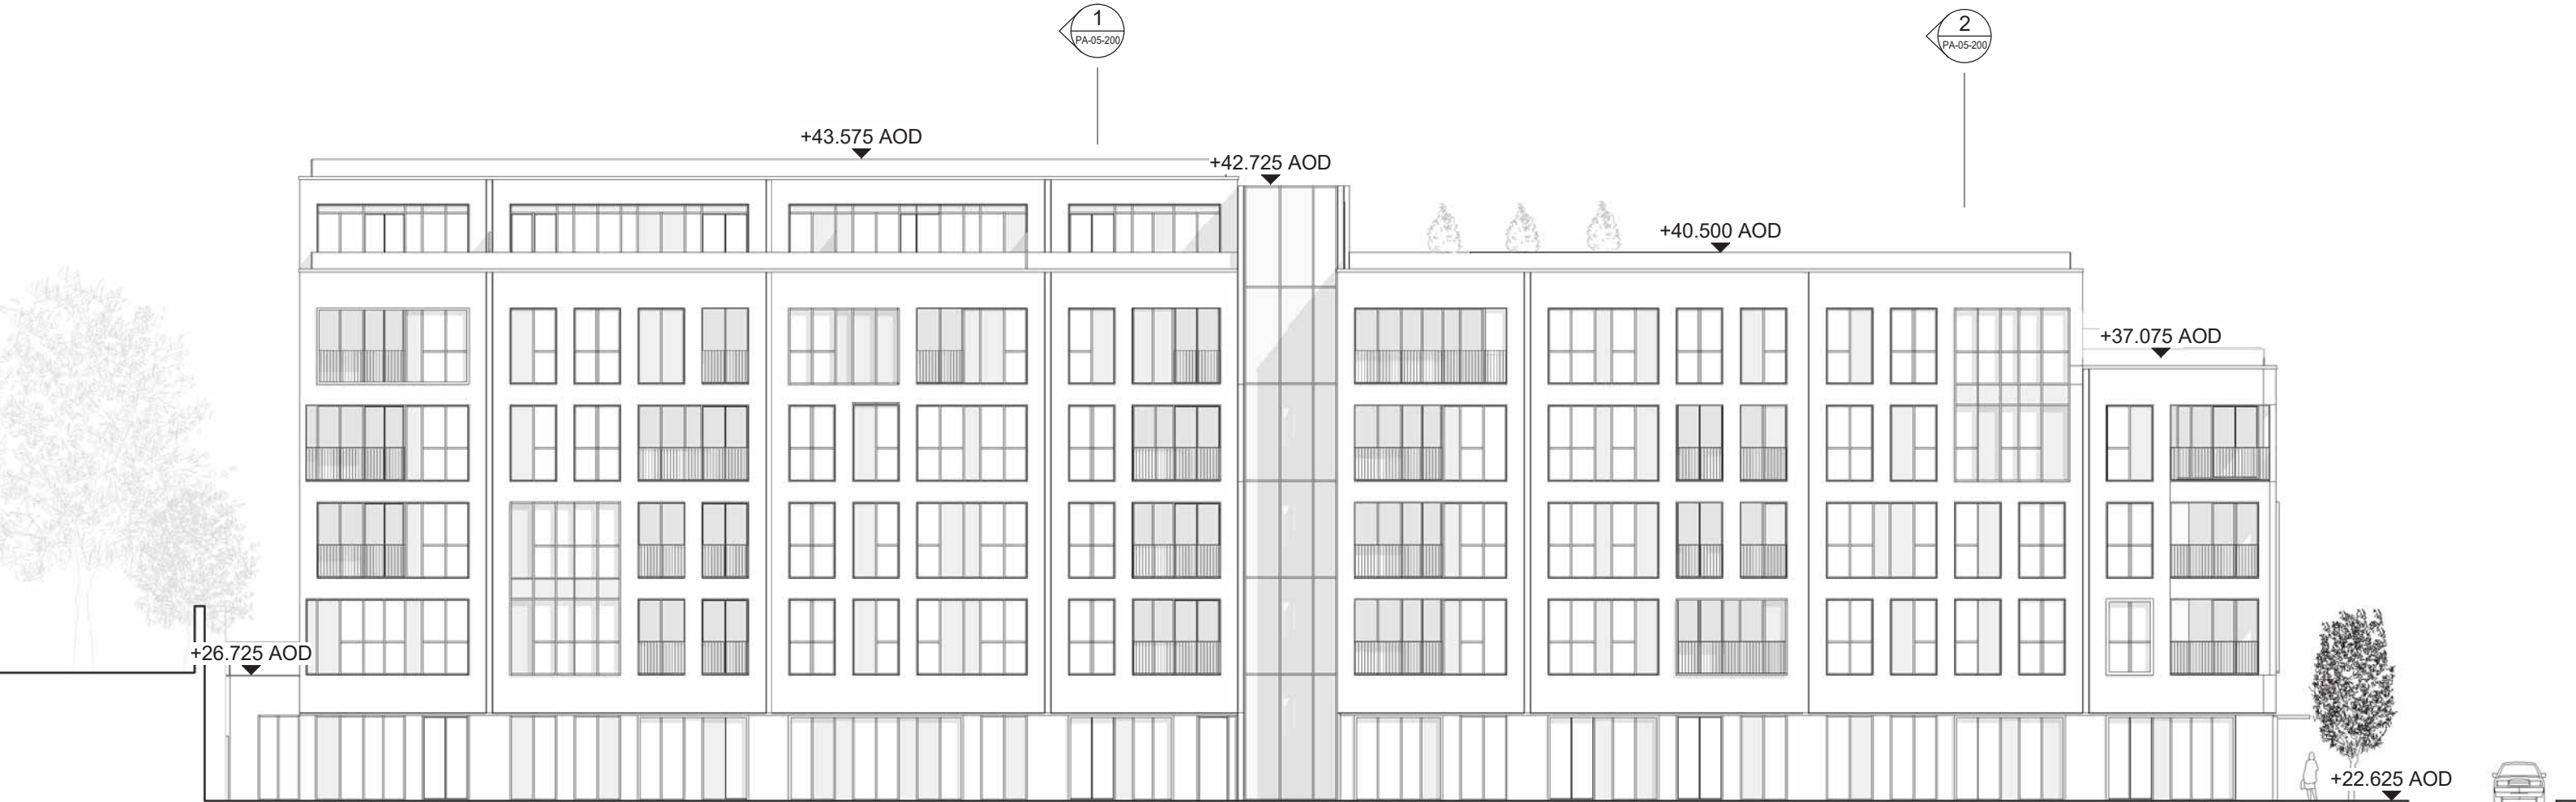 1
PA-05-200
2
PA-05-200
+43.575 AOD
+42.725 AOD
+40.500 AOD
+37.075 AOD
+26.725 AOD
+22.625 AOD